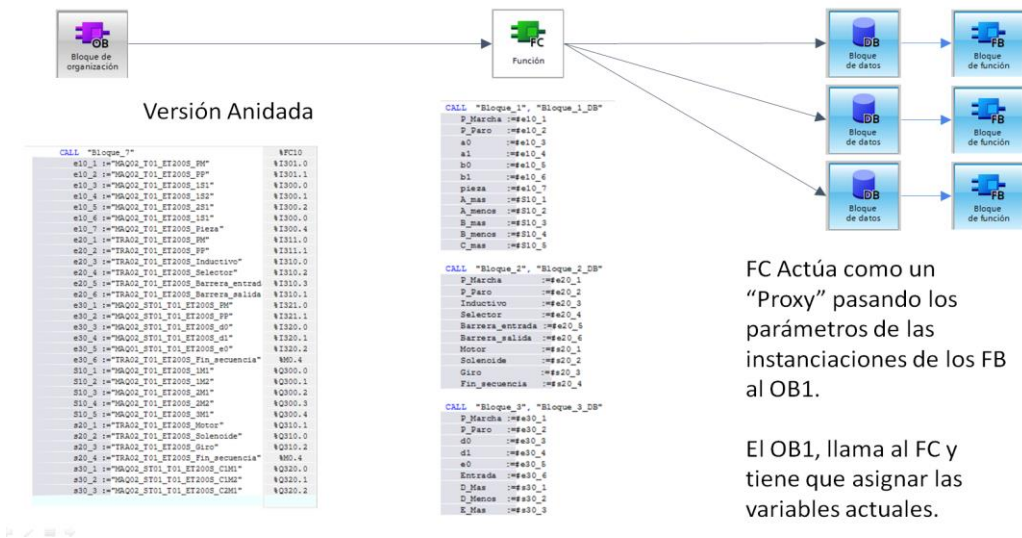 OB
Bloque de
organización
FC
Función
DB
Bloque
de datos
FB
Bloque
de función
DB
Bloque
de datos
FB
Bloque
de función
DB
Bloque
de datos
FB
Bloque
de función
Versión Anidada
CALL "Bloque_7" %FC10
e10_1 :="MAQ02_T01_ET200S_PM" %I301.0
e10_2 :="MAQ02_T01_ET200S_PP" %I301.1
e10_3 :="MAQ02_T01_ET200S_1S1" %I300.0
e10_4 :="MAQ02_T01_ET200S_1S2" %I300.1
e10_5 :="MAQ02_T01_ET200S_2S1" %I300.2
e10_6 :="MAQ02_T01_ET200S_1S1" %I300.0
e10_7 :="MAQ02_T01_ET200S_Pieza" %I300.4
e20_1 :="TRA02_T01_ET200S_PM" %I311.0
e20_2 :="TRA02_T01_ET200S_PP" %I311.1
e20_3 :="TRA02_T01_ET200S_Inductivo" %I310.0
e20_4 :="TRA02_T01_ET200S_Selector" %I310.2
e20_5 :="TRA02_T01_ET200S_Barrera_entrad %I310.3
e20_6 :="TRA02_T01_ET200S_Barrera_salida %I310.1
e30_1 :="MAQ02_ST01_T01_ET200S_PM" %I321.0
e30_2 :="MAQ02_ST01_T01_ET200S_PP" %I321.1
e30_3 :="MAQ02_ST01_T01_ET200S_d0" %I320.0
e30_4 :="MAQ02_ST01_T01_ET200S_d1" %I320.1
e30_5 :="MAQ01_ST01_T01_ET200S_e0" %I320.2
e30_6 :="TRA02_T01_ET200S_Fin_secuencia" %M0.4
S10_1 :="MAQ02_T01_ET200S_1M1" %Q300.0
S10_2 :="MAQ02_T01_ET200S_1M2" %Q300.1
S10_3 :="MAQ02_T01_ET200S_2M1" %Q300.2
S10_4 :="MAQ02_T01_ET200S_2M2" %Q300.3
S10_5 :="MAQ02_T01_ET200S_3M1" %Q300.4
s20_1 :="TRA02_T01_ET200S_Motor" %Q310.1
s20_2 :="TRA02_T01_ET200S_Solenoide" %Q310.0
s20_3 :="TRA02_T01_ET200S_Giro" %Q310.2
s20_4 :="TRA02_T01_ET200S_Fin_secuencia" %M0.4
s30_1 :="MAQ02_ST01_T01_ET200S_C1M1" %Q320.0
s30_2 :="MAQ02_ST01_T01_ET200S_C1M2" %Q320.1
s30_3 :="MAQ02_ST01_T01_ET200S_C2M1" %Q320.2
CALL "Bloque_1", "Bloque_1_DB"
P_Marcha :=#e10_1
P_Paro :=#e10_2
a0 :=#e10_3
a1 :=#e10_4
b0 :=#e10_5
b1 :=#e10_6
pieza :=#e10_7
A_mas :=#S10_1
A_menos :=#S10_2
B_mas :=#S10_3
B_menos :=#S10_4
C_mas :=#S10_5
CALL "Bloque_2", "Bloque_2_DB"
P_Marcha :=#e20_1
P_Paro :=#e20_2
Inductivo :=#e20_3
Selector :=#e20_4
Barrera_entrada :=#e20_5
Barrera_salida :=#e20_6
Motor :=#s20_1
Solenoide :=#s20_2
Giro :=#s20_3
Fin_secuencia :=#s20_4
CALL "Bloque_3", "Bloque_3_DB"
P_Marcha :=#e30_1
P_Paro :=#e30_2
d0 :=#e30_3
d1 :=#e30_4
e0 :=#e30_5
Entrada :=#e30_6
D_Mas :=#s30_1
D_Menos :=#s30_2
E_Mas :=#s30_3
FC Actúa como un
“Proxy” pasando los
parámetros de las
instanciaciones de los FB
al OB1.
El OB1, llama al FC y
tiene que asignar las
variables actuales.